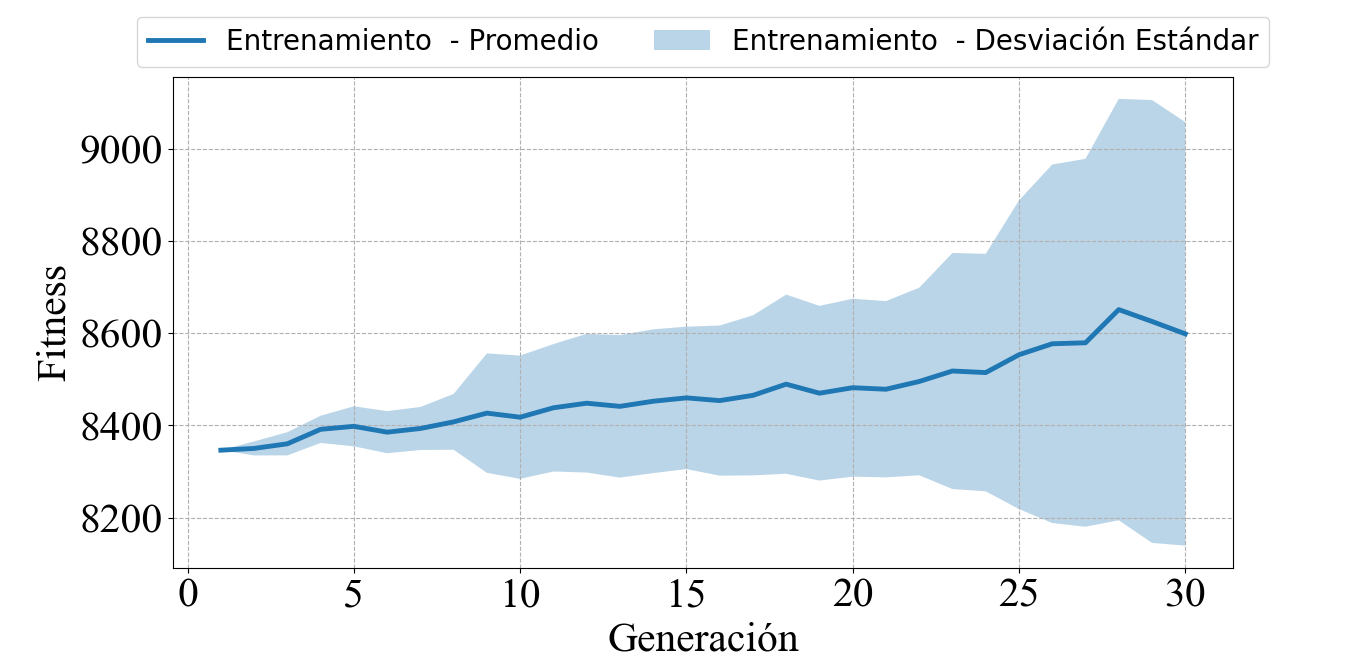 Entrenamiento  - Promedio
Entrenamiento  - Desviación Estándar
Fitness
9000
8800
8600
8400
8200
0 5 10 15 20 25 30
Generación